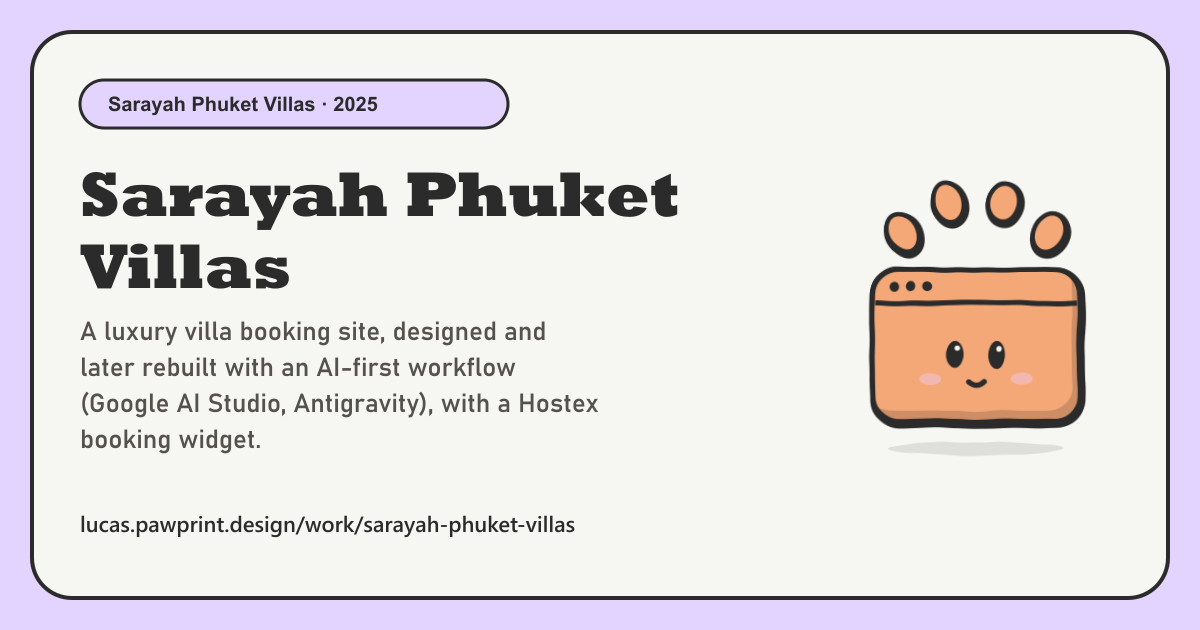 Sarayah Phuket Villas · 2025
Sarayah Phuket
Villas
A luxury villa booking site, designed and
later rebuilt with an AI-first workflow
(Google AI Studio, Antigravity), with a Hostex
booking widget.
lucas.pawprint.design/work/sarayah-phuket-villas